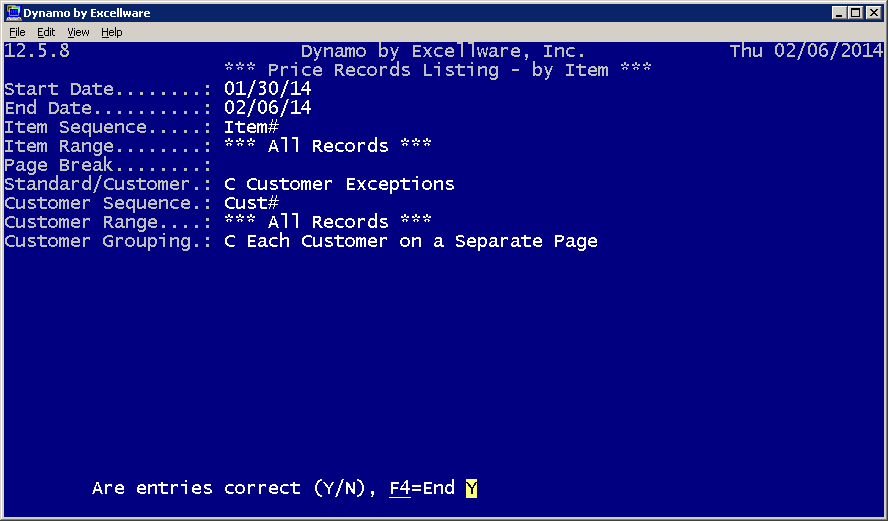 Dynamo by Excellware
File Edit View Help
12.5.8 Dynamo by Excellware, Inc. Thu 02/06/2014
*** Price Records Listing - by Item ***
Start Date........: 01/30/14
End Date..........: 02/06/14
Item Sequence.....: Item#
Item Range........: *** All Records ***
Page Break........:
Standard/Customer.: C Customer Exceptions
Customer Sequence.: Cust#
Customer Range....: *** All Records ***
Customer Grouping.: C Each Customer on a Separate Page
Are entries correct (Y/N), F4=End Y